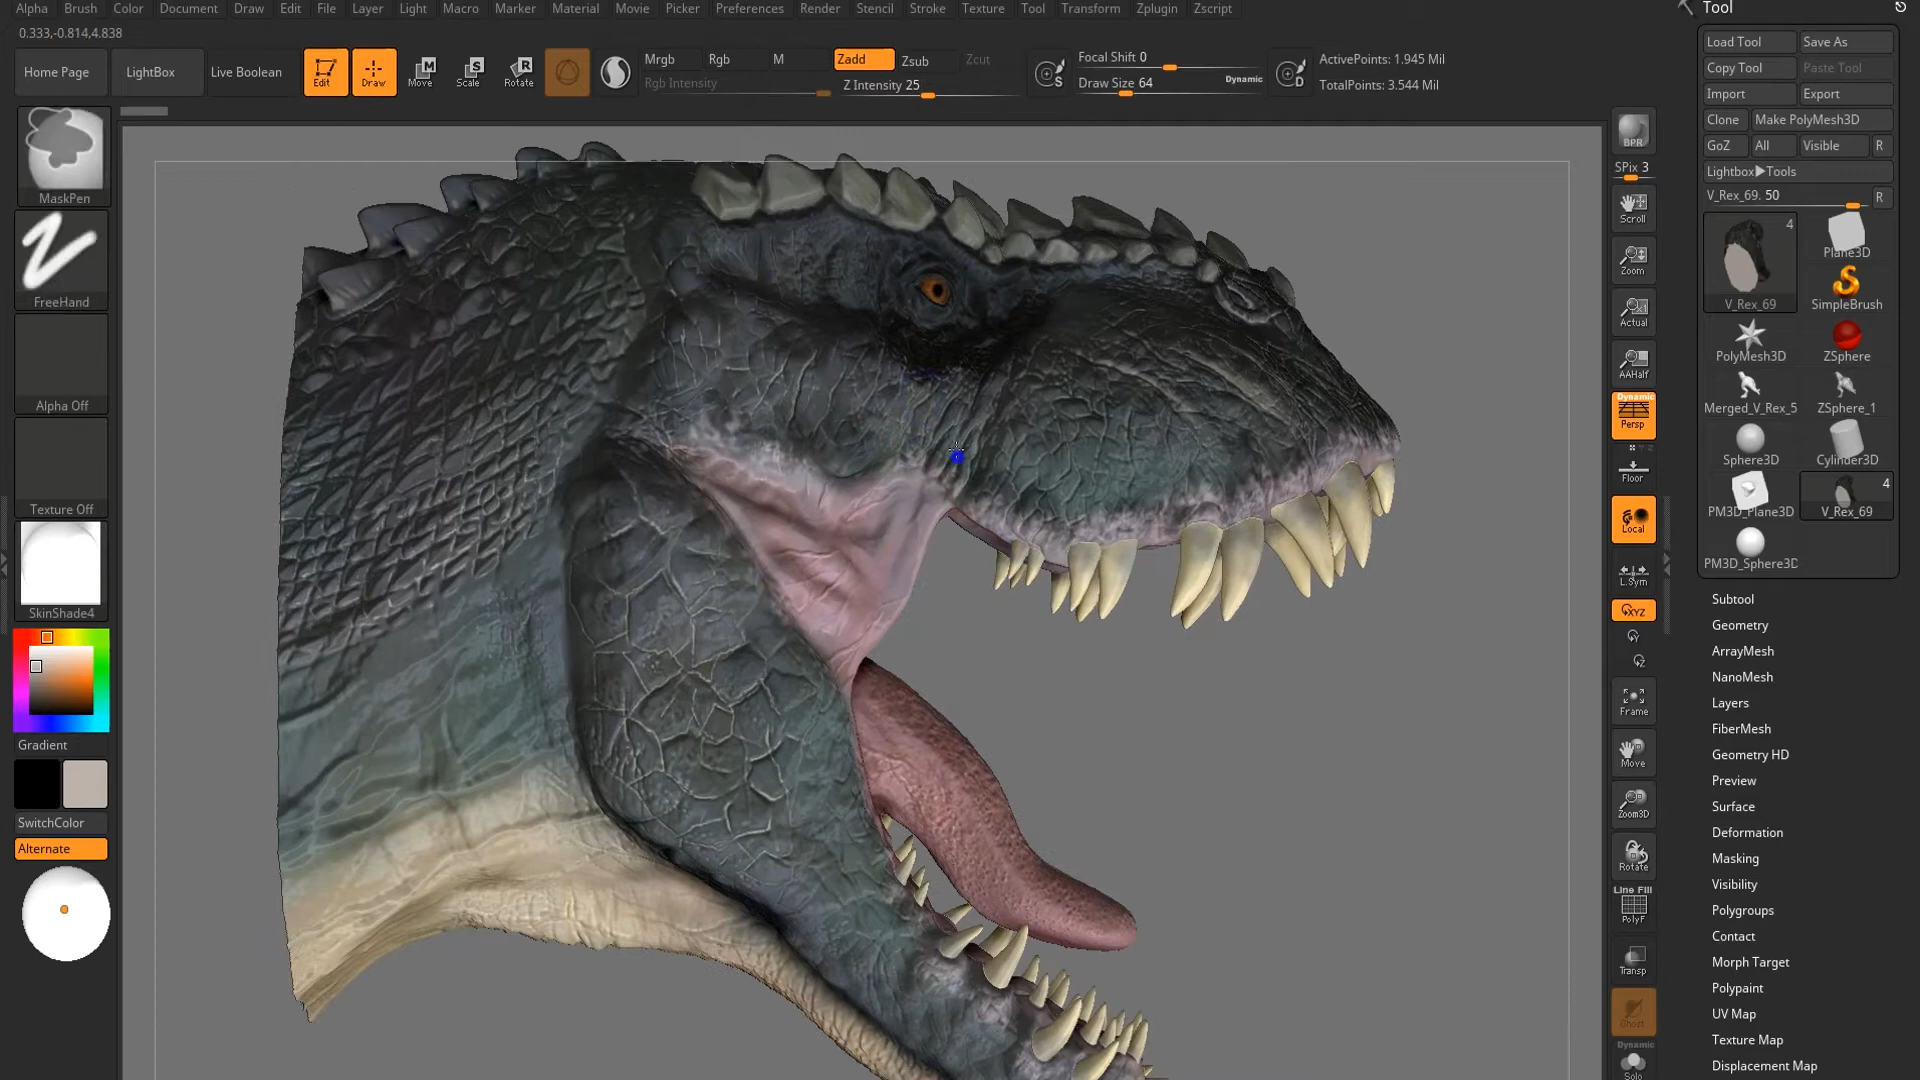 Alpha Brush Color Document Draw Edit File Layer Light Macro Marker Material Movie Picker Preferences Render Stencil Stroke Texture Tool Transform Zplugin Zscript
Tool
0.333,-0.814,4.838
Home Page LightBox Live Boolean Edit Draw Move Scale Rotate
Mrgb Rgb M Zadd Zsub Zcut
Rgb Intensity Z Intensity 25
Focal Shift 0
Draw Size 64 Dynamic
ActivePoints: 1.945 Mil
TotalPoints: 3.544 Mil
MaskPen
FreeHand
Alpha Off
Texture Off
SkinShade4
Gradient
SwitchColor
Alternate
BPR
SPix 3
Scroll
Zoom
Actual
AAHalf
Dynamic
Persp
Floor
Local
L.Sym
XYZ
Y
Z
Frame
Move
Zoom3D
Rotate
Line Fill
PolyF
Transp
Ghost
Dynamic
Solo
Load Tool Save As
Copy Tool Paste Tool
Import Export
Clone Make PolyMesh3D
GoZ All Visible R
Lightbox▶Tools
V_Rex_69. 50 R
4
V_Rex_69
Plane3D
SimpleBrush
PolyMesh3D ZSphere
Merged_V_Rex_5 ZSphere_1
Sphere3D Cylinder3D
4
PM3D_Plane3D V_Rex_69
PM3D_Sphere3D
Subtool
Geometry
ArrayMesh
NanoMesh
Layers
FiberMesh
Geometry HD
Preview
Surface
Deformation
Masking
Visibility
Polygroups
Contact
Morph Target
Polypaint
UV Map
Texture Map
Displacement Map